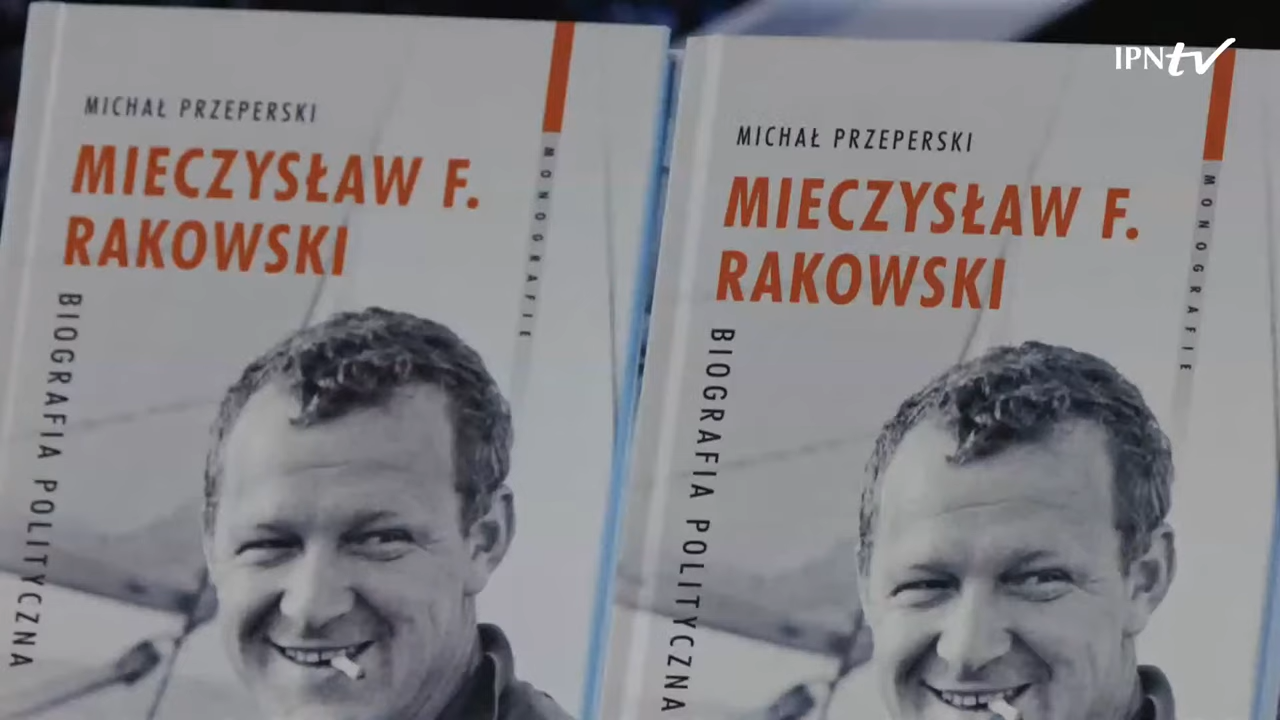 MICHAŁ PRZEPERSKI
MIECZYSŁAW F.
RAKOWSKI
BIOGRAFIA POLITYCZNA
MONOGRAFIE
MICHAŁ PRZEPERSKI
MIECZYSŁAW F.
RAKOWSKI
BIOGRAFIA POLITYCZNA
MONOGRAFIE
IPNtv